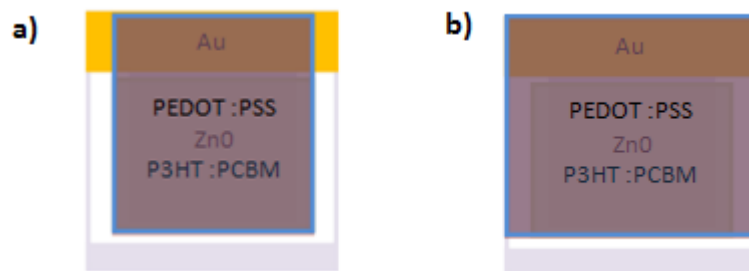 a)
Au
PEDOT :PSS
Zn0
P3HT :PCBM
b)
Au
PEDOT :PSS
Zn0
P3HT :PCBM